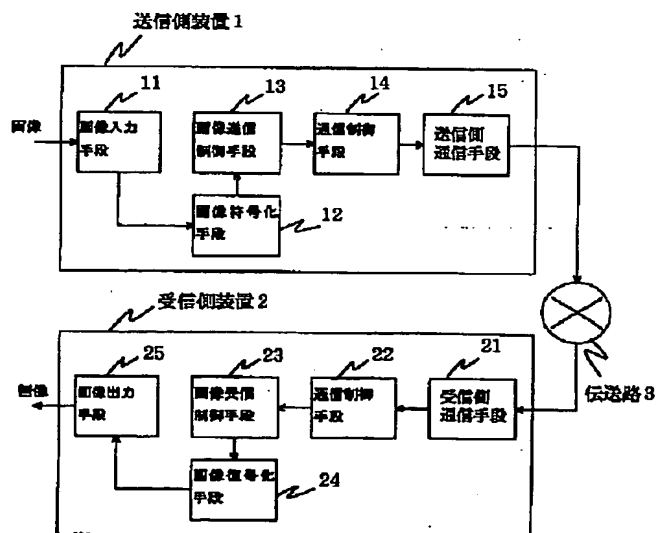 送信側装置1
11
13
14
15
画像
画像入力
手段
画像送信
制御手段
通信制御
手段
送信側
通信手段
画像符号化
手段
12
受信側装置2
伝送路3
25
23
22
21
画像
画像出力
手段
画像受信
制御手段
通信制御
手段
受信側
通信手段
画像復号化
手段
24